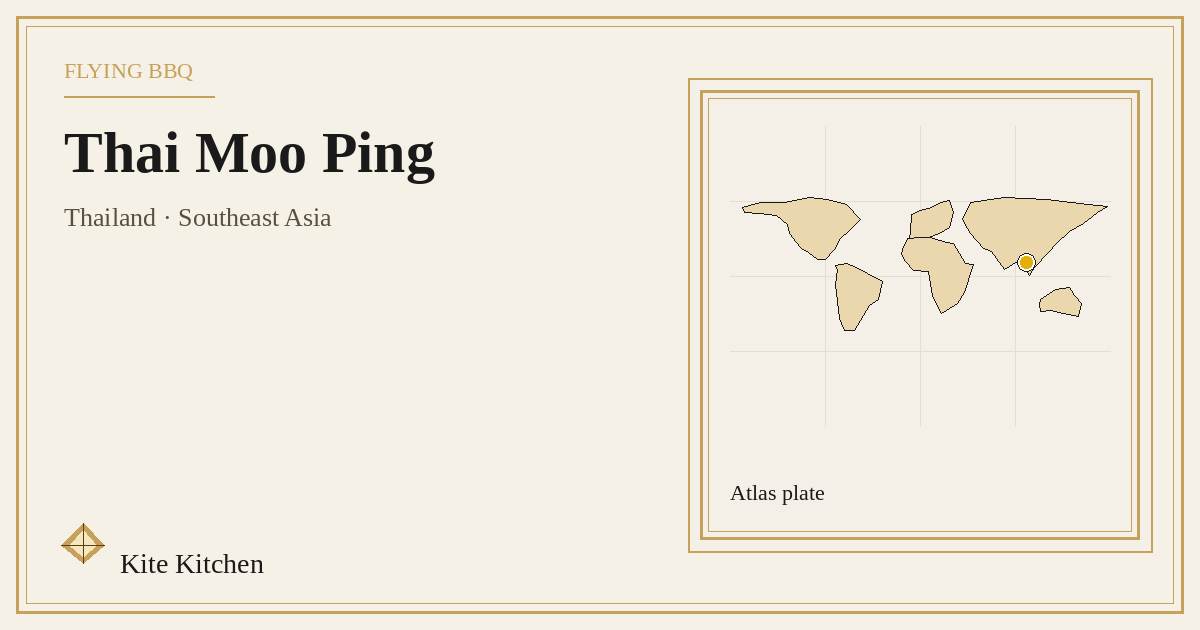 FLYING BBQ
Thai Moo Ping
Thailand · Southeast Asia
Atlas plate
Kite Kitchen